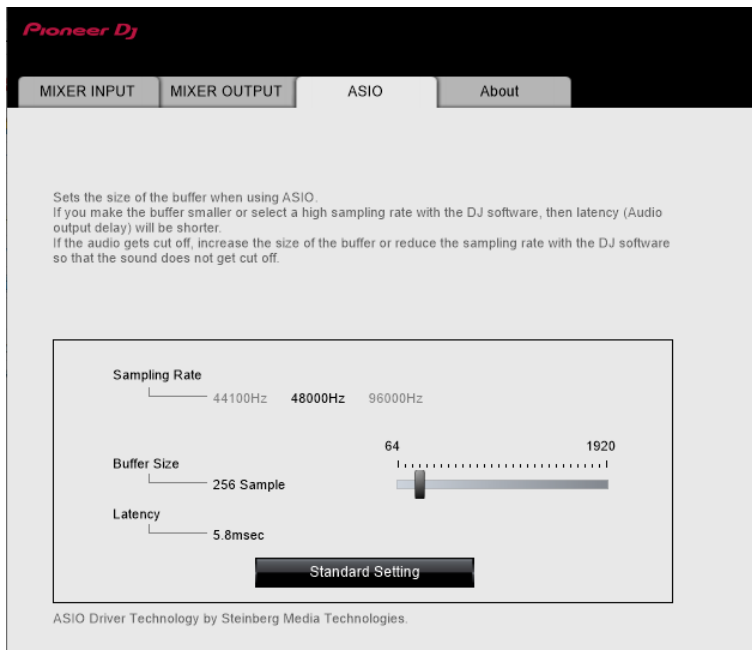 Pioneer Dj
MIXER INPUT MIXER OUTPUT ASIO About
Sets the size of the buffer when using ASIO.
If you make the buffer smaller or select a high sampling rate with the DJ software, then latency (Audio
output delay) will be shorter.
If the audio gets cut off, increase the size of the buffer or reduce the sampling rate with the DJ software
so that the sound does not get cut off.
Sampling Rate
44100Hz 48000Hz 96000Hz
64 1920
Buffer Size
256 Sample
Latency
5.8msec
Standard Setting
ASIO Driver Technology by Steinberg Media Technologies.